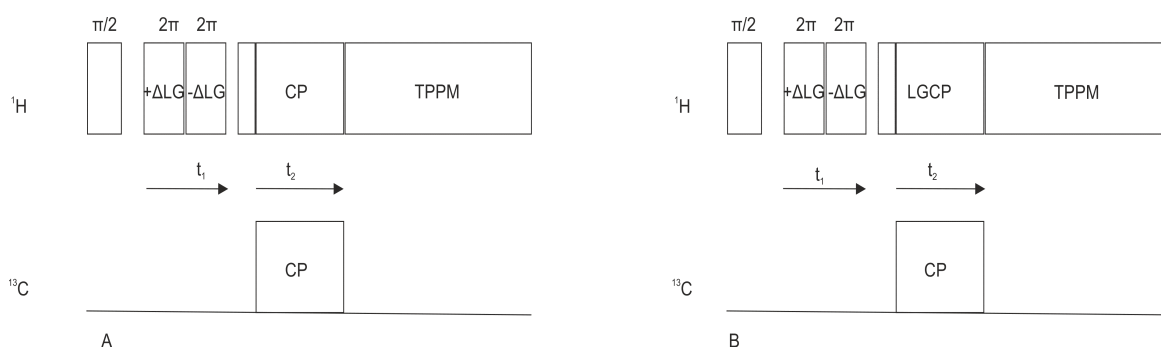 π/2 2π 2π
¹H +ΔLG -ΔLG CP TPPM
t₁ t₂
¹³C CP
A
π/2 2π 2π
¹H +ΔLG -ΔLG LGCP TPPM
t₁ t₂
¹³C CP
B